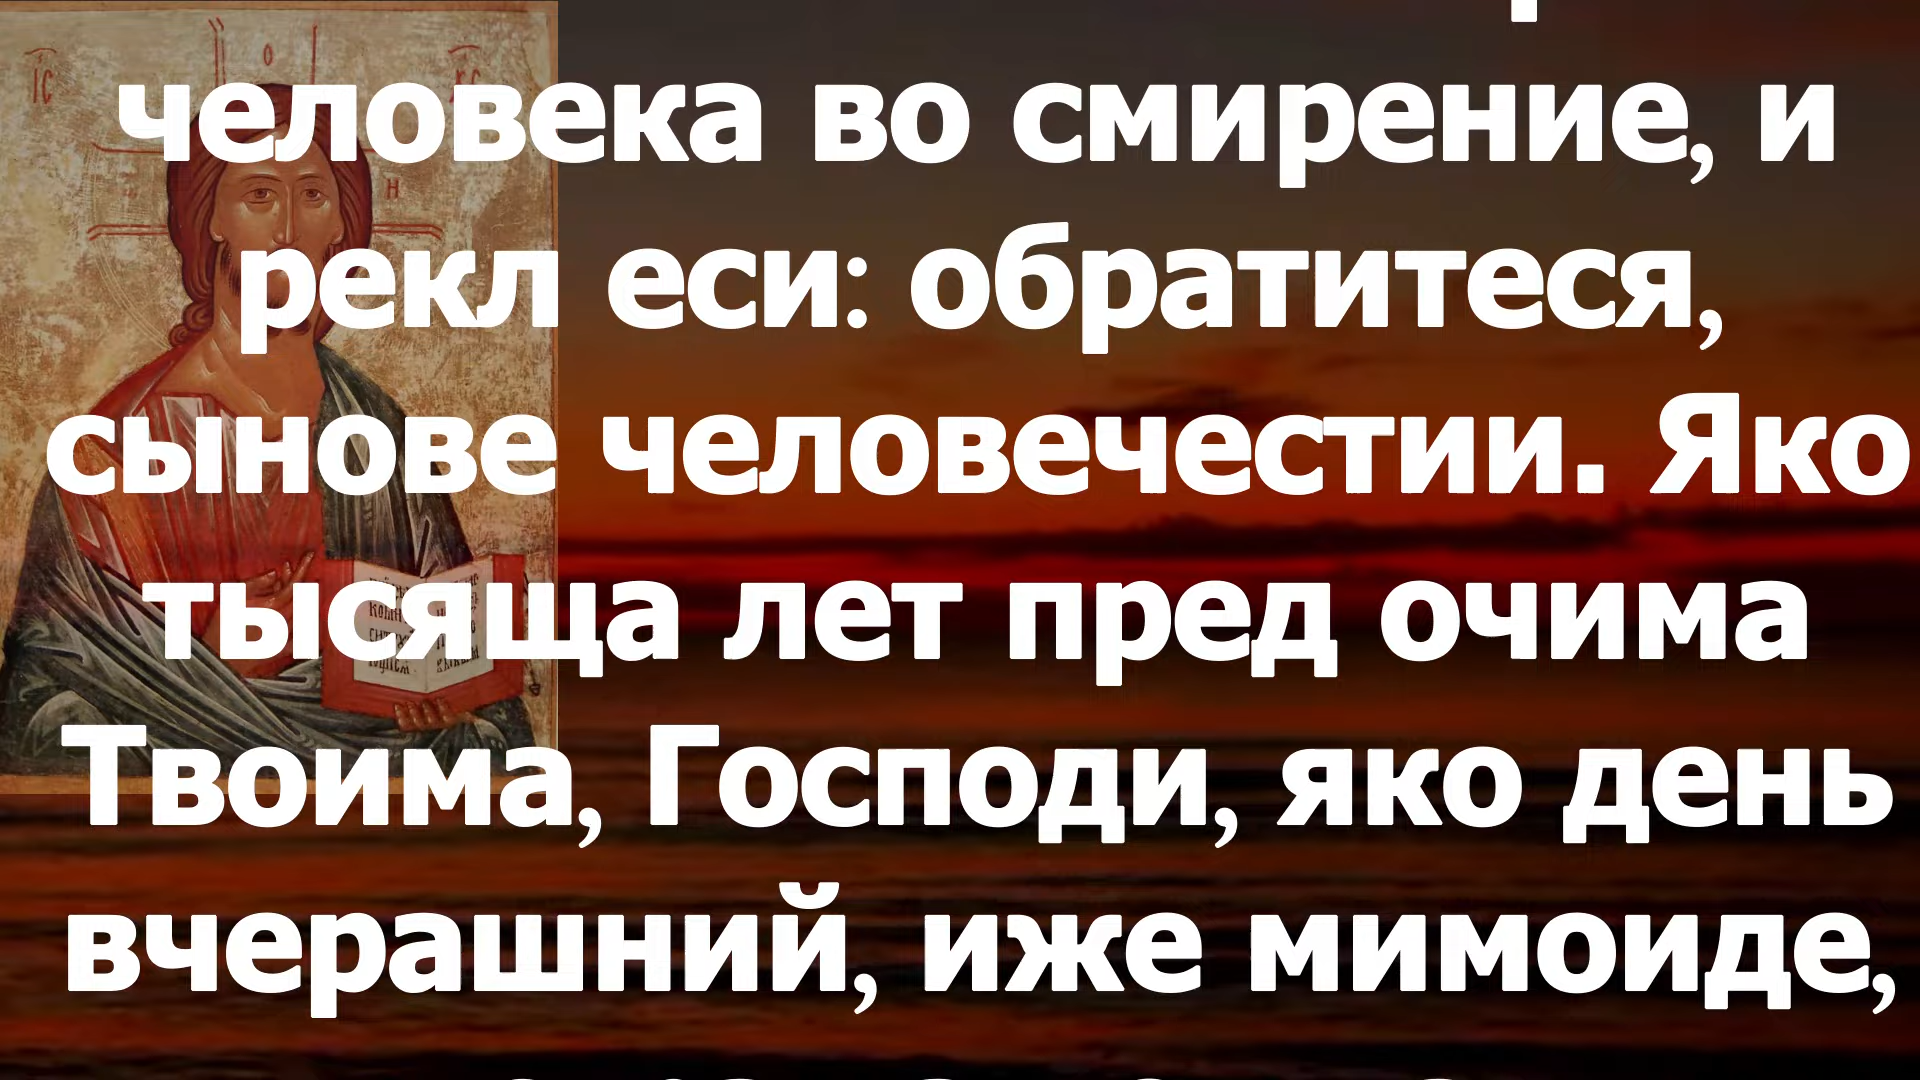 человека во смирение, и
рекл еси: обратитеся,
сынове человечестии. Яко
тысяща лет пред очима
Твоима, Господи, яко день
вчерашний, иже мимоиде,